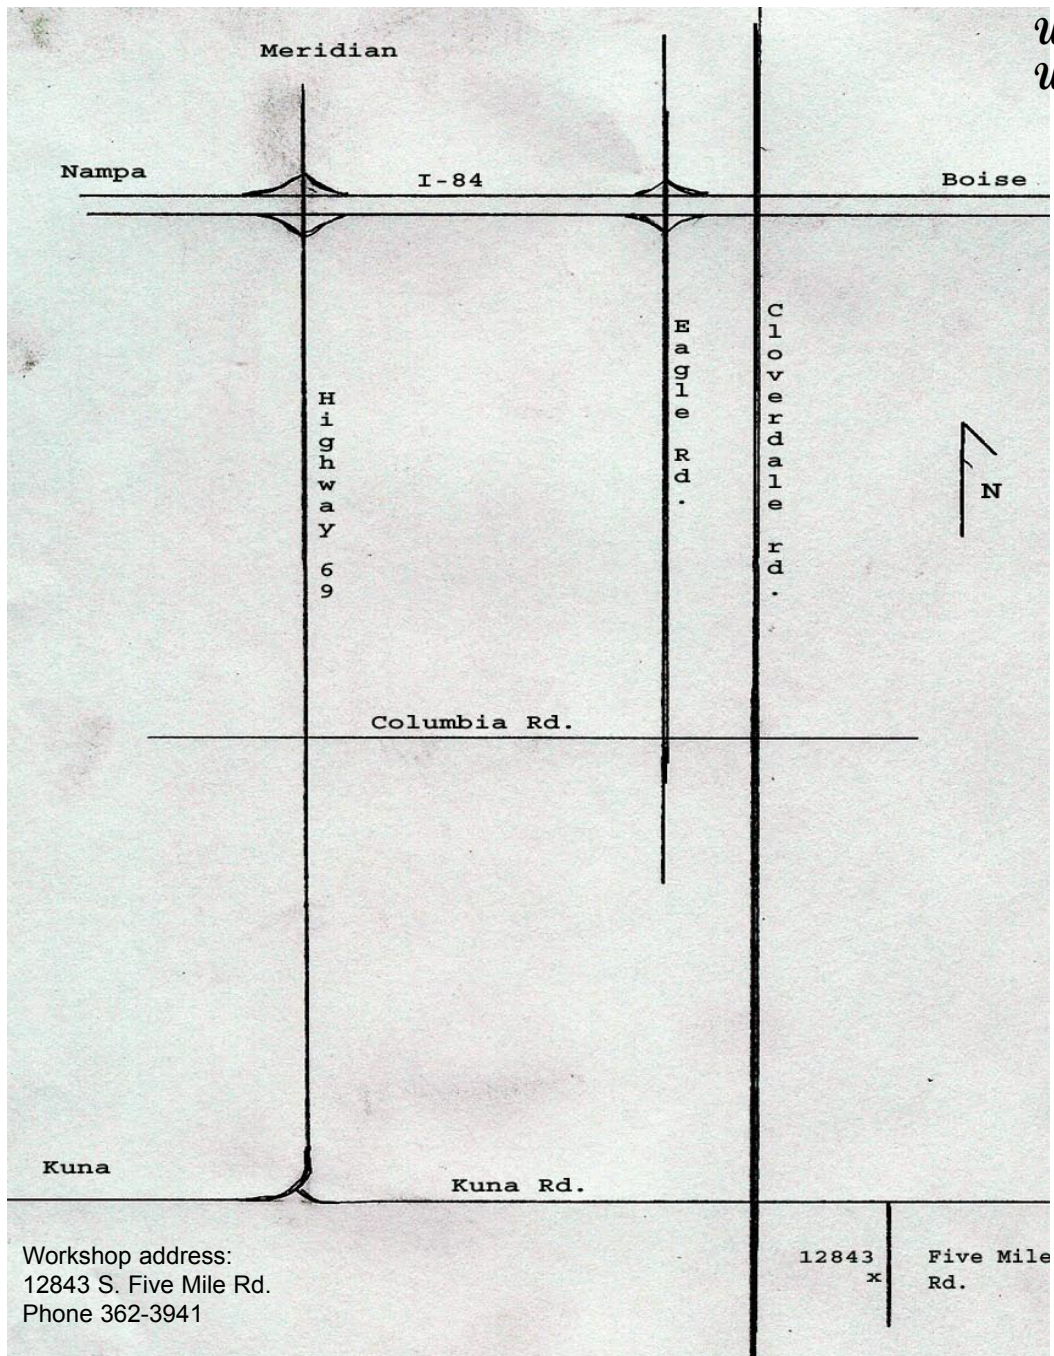 Meridian
Nampa
I-84
Boise
Eagle Rd.
Cloverdale rd.
Highway 69
N
Columbia Rd.
Kuna
Kuna Rd.
Workshop address:
12843 S. Five Mile Rd.
Phone 362-3941
12843
x
Five Mile
Rd.